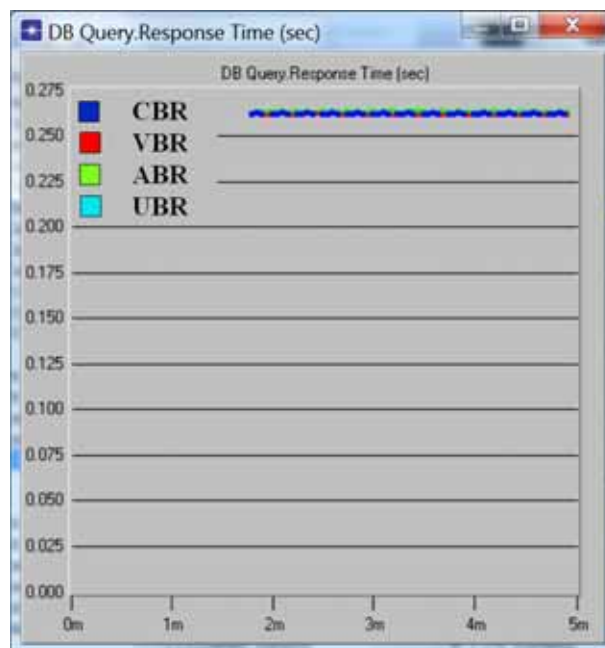 DB Query.Response Time (sec)
DB Query.Response Time (sec)
0.275
0.250
0.225
0.200
0.175
0.150
0.125
0.100
0.075
0.050
0.025
0.000
CBR
VBR
ABR
UBR
0m 1m 2m 3m 4m 5m